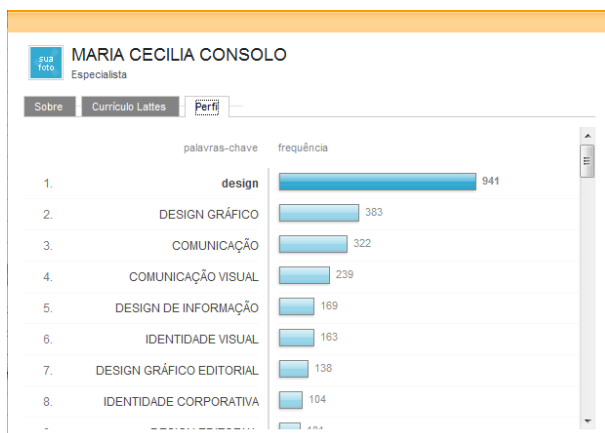 sua
foto
MARIA CECILIA CONSOLO
Especialista
Sobre Currículo Lattes Perfil
palavras-chave frequência
1. design 941
2. DESIGN GRÁFICO 383
3. COMUNICAÇÃO 322
4. COMUNICAÇÃO VISUAL 239
5. DESIGN DE INFORMAÇÃO 169
6. IDENTIDADE VISUAL 163
7. DESIGN GRÁFICO EDITORIAL 138
8. IDENTIDADE CORPORATIVA 104